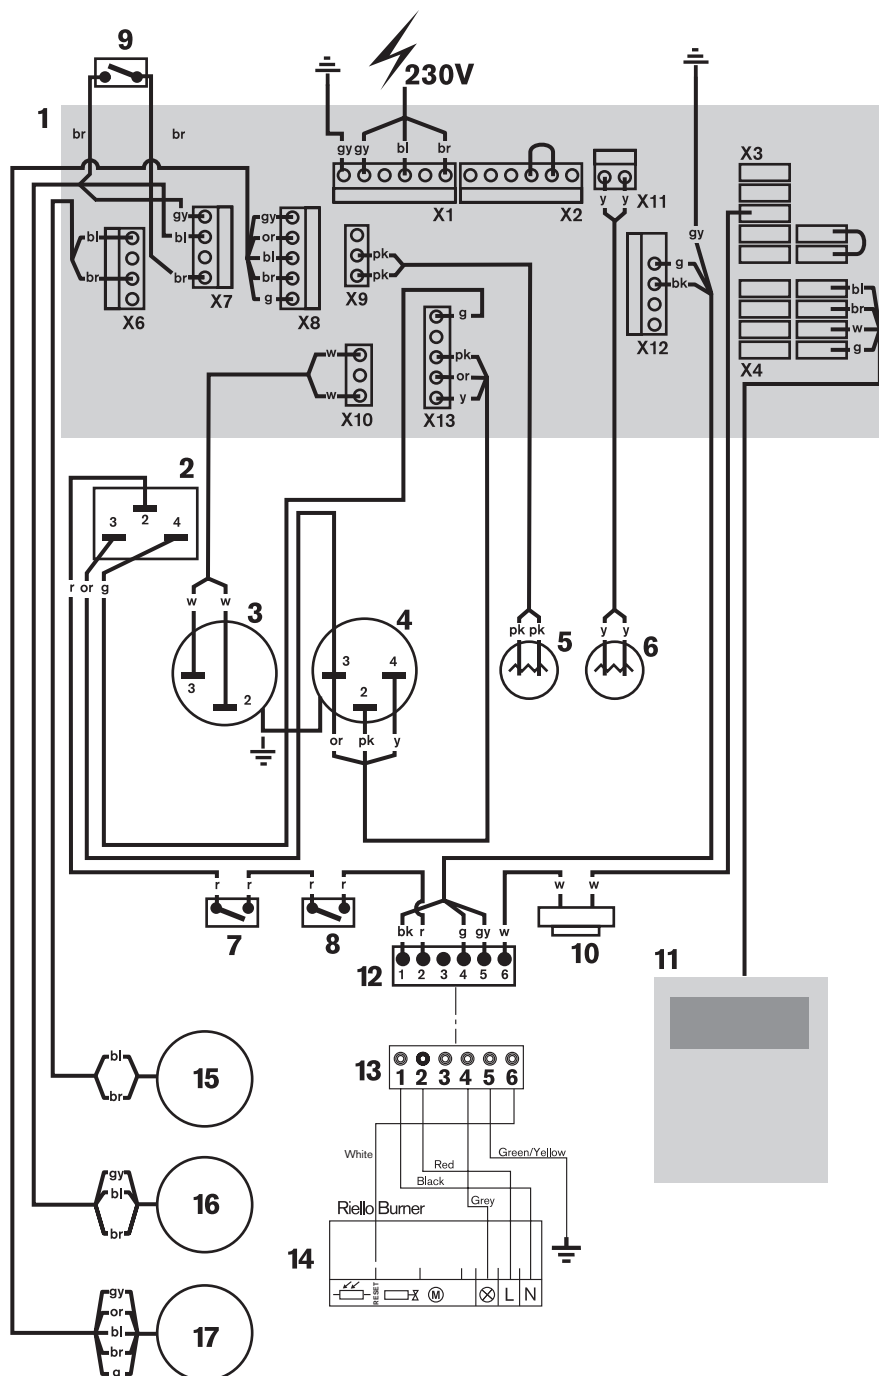 9
230V
1
br
br
gy
gy
bl
br
X1
X2
y
y
X11
X3
gy
bl
br
X6
gy
bl
br
X7
gy
or
bl
br
g
X8
pk
pk
X9
g
bk
X12
bl
br
w
g
X4
w
w
X10
g
pk
or
y
X13
2
3
2
4
r
or
g
w
w
3
3
2
4
3
4
2
or
pk
y
pk
pk
5
y
y
6
r
r
r
r
7
8
w
w
10
bk
r
g
gy
w
12
1
2
3
4
5
6
11
13
1
2
3
4
5
6
White
Red
Black
Grey
Green/Yellow
Riello Burner
14
RESET
M
L
N
bl
br
15
gy
bl
br
16
gy
or
bl
br
g
17